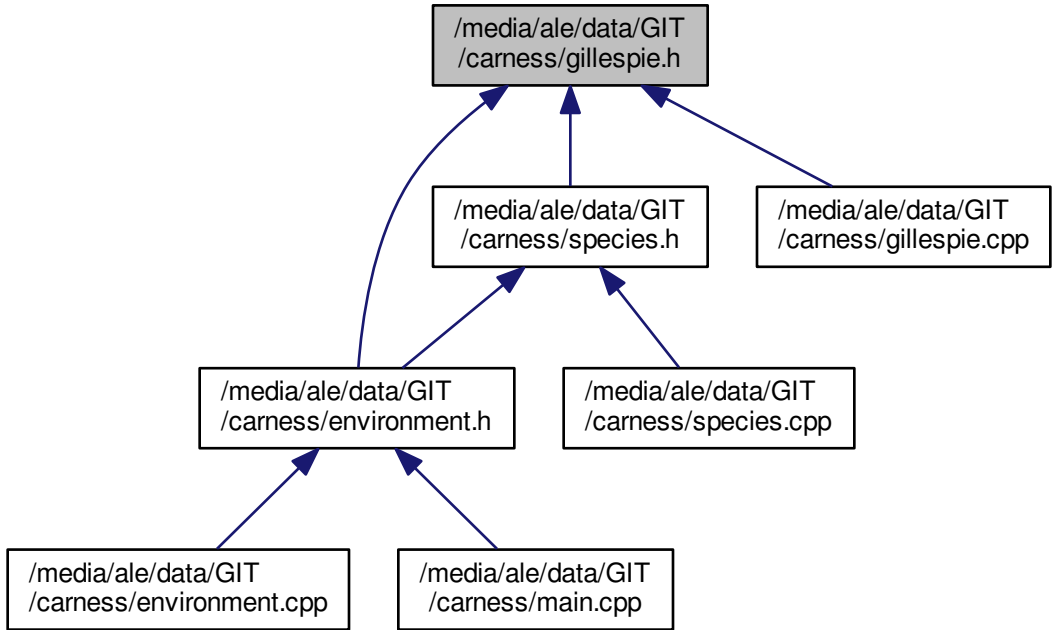 /media/ale/data/GIT
/carness/gillespie.h
/media/ale/data/GIT
/carness/species.h
/media/ale/data/GIT
/carness/gillespie.cpp
/media/ale/data/GIT
/carness/environment.h
/media/ale/data/GIT
/carness/species.cpp
/media/ale/data/GIT
/carness/environment.cpp
/media/ale/data/GIT
/carness/main.cpp